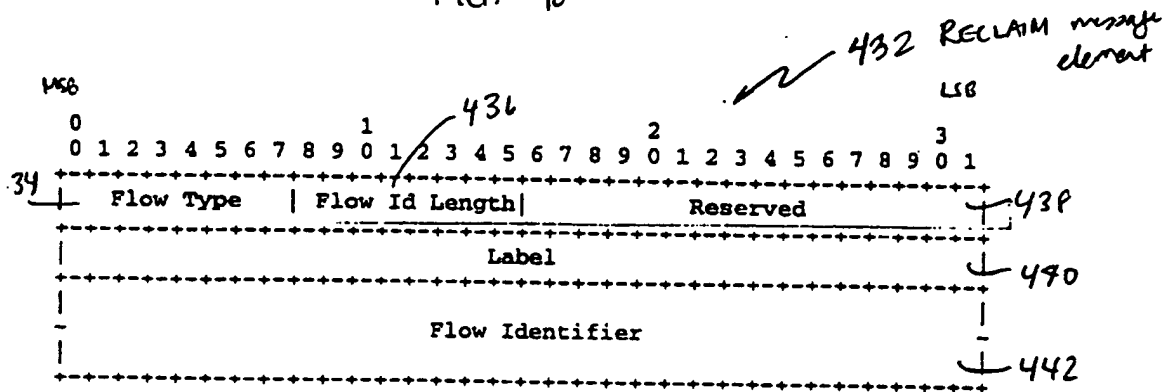 432 RECLAIM message
element
MSB
LSB
436
0 1 2 3
0 1 2 3 4 5 6 7 8 9 0 1 2 3 4 5 6 7 8 9 0 1 2 3 4 5 6 7 8 9 0 1
34 Flow Type | Flow Id Length| Reserved 438
Label
440
Flow Identifier
442